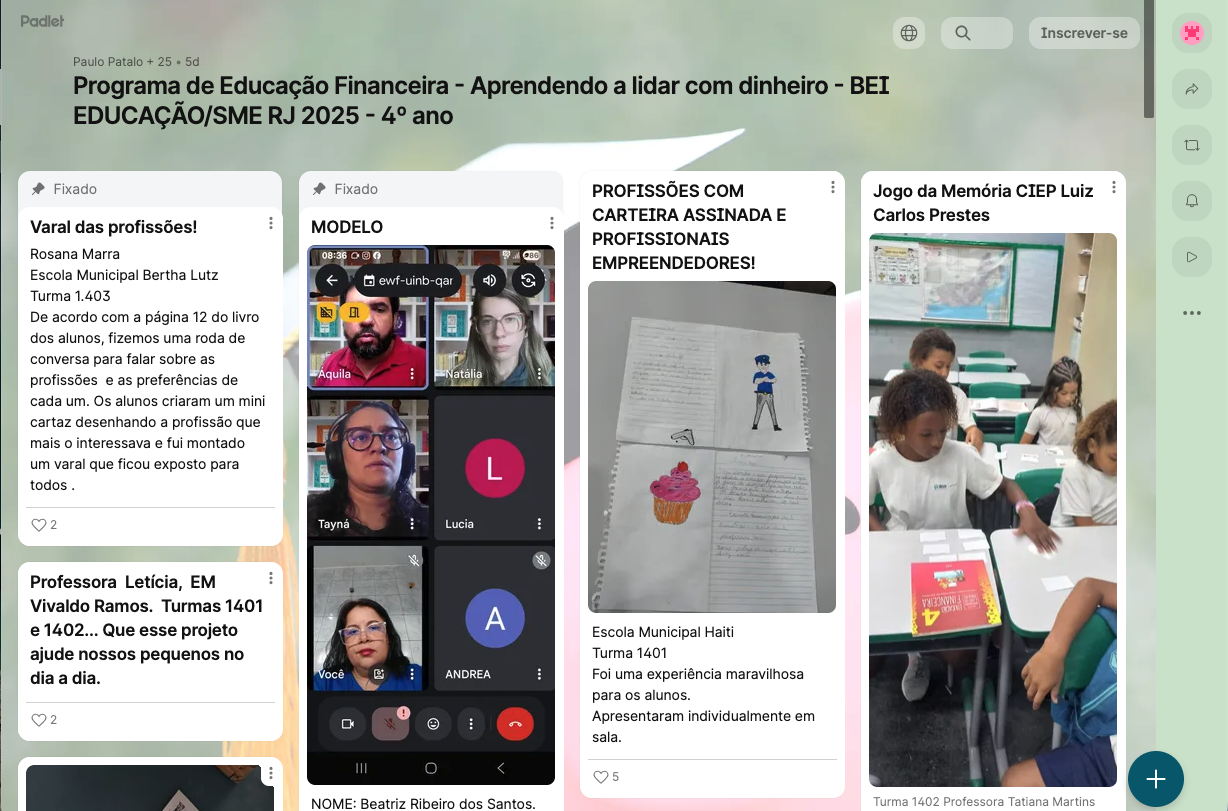 Padlet
Inscrever-se
Paulo Patalo + 25 • 5d
Programa de Educação Financeira - Aprendendo a lidar com dinheiro - BEI
EDUCAÇÃO/SME RJ 2025 - 4º ano
Fixado
Varal das profissões!
Rosana Marra
Escola Municipal Bertha Lutz
Turma 1.403
De acordo com a página 12 do livro
dos alunos, fizemos uma roda de
conversa para falar sobre as
profissões  e as preferências de
cada um. Os alunos criaram um mini
cartaz desenhando a profissão que
mais o interessava e fui montado
um varal que ficou exposto para
todos .
2
Professora  Letícia,  EM
Vivaldo Ramos.  Turmas 1401
e 1402... Que esse projeto
ajude nossos pequenos no
dia a dia.
2
Fixado
MODELO
08:36
86
ewf-uinb-qar
Áquila
Natália
Tayná
L
Lucia
Você
A
ANDREA
NOME: Beatriz Ribeiro dos Santos.
PROFISSÕES COM
CARTEIRA ASSINADA E
PROFISSIONAIS
EMPREENDEDORES!
Escola Municipal Haiti
Turma 1401
Foi uma experiência maravilhosa
para os alunos.
Apresentaram individualmente em
sala.
5
Jogo da Memória CIEP Luiz
Carlos Prestes
EDUCAÇÃO
FINANCEIRA
4
Turma 1402 Professora Tatiana Martins